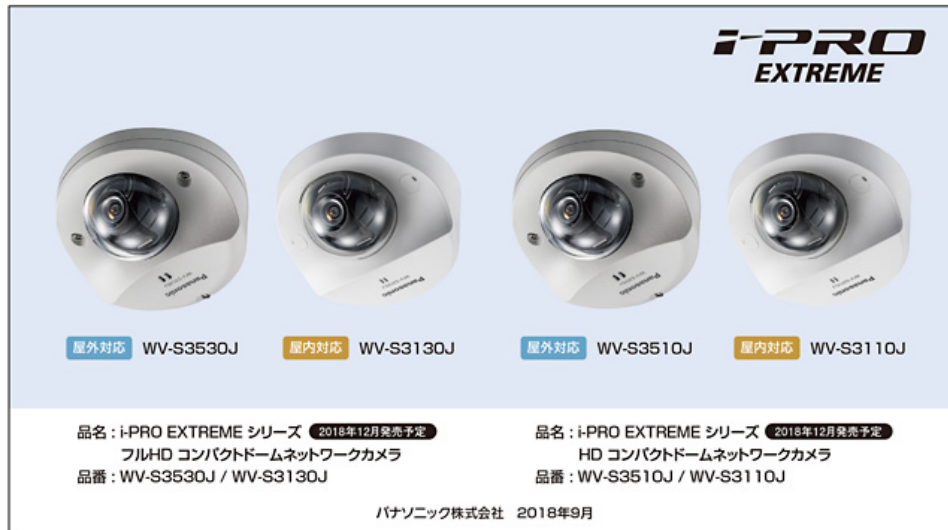 i-PRO
EXTREME
Panasonic
Panasonic
Panasonic
Panasonic
屋外対応 WV-S3530J 屋内対応 WV-S3130J 屋外対応 WV-S3510J 屋内対応 WV-S3110J
品名 : i-PRO EXTREME シリーズ 2018年12月発売予定
フルHD コンパクトドームネットワークカメラ
品番 : WV-S3530J / WV-S3130J
品名 : i-PRO EXTREME シリーズ 2018年12月発売予定
HD コンパクトドームネットワークカメラ
品番 : WV-S3510J / WV-S3110J
パナソニック株式会社 2018年9月